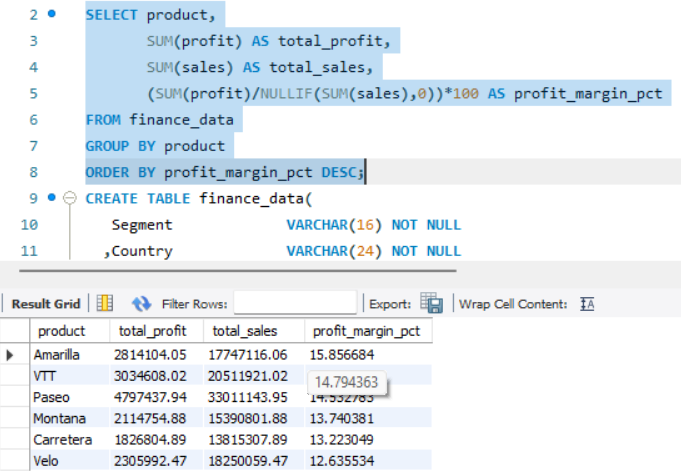 2 SELECT product,
3 SUM(profit) AS total_profit,
4 SUM(sales) AS total_sales,
5 (SUM(profit)/NULLIF(SUM(sales),0))*100 AS profit_margin_pct
6 FROM finance_data
7 GROUP BY product
8 ORDER BY profit_margin_pct DESC;
9 CREATE TABLE finance_data(
10 Segment VARCHAR(16) NOT NULL
11 ,Country VARCHAR(24) NOT NULL
Result Grid Filter Rows: Export: Wrap Cell Content:
product total_profit total_sales profit_margin_pct
Amarilla 2814104.05 17747116.06 15.856684
VTT 3034608.02 20511921.02 14.794363
Paseo 4797437.94 33011143.95 14.532783
Montana 2114754.88 15390801.88 13.740381
Carretera 1826804.89 13815307.89 13.223049
Velo 2305992.47 18250059.47 12.635534